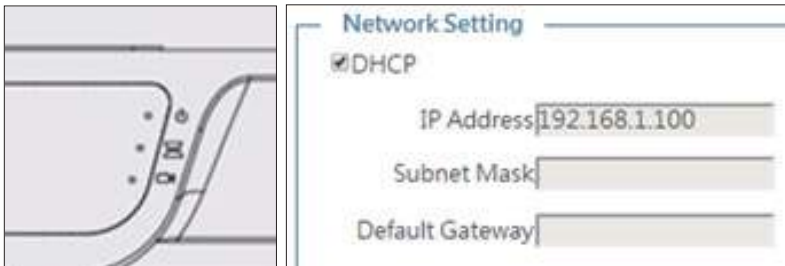 Network Setting
DHCP
IP Address 192.168.1.100
Subnet Mask
Default Gateway